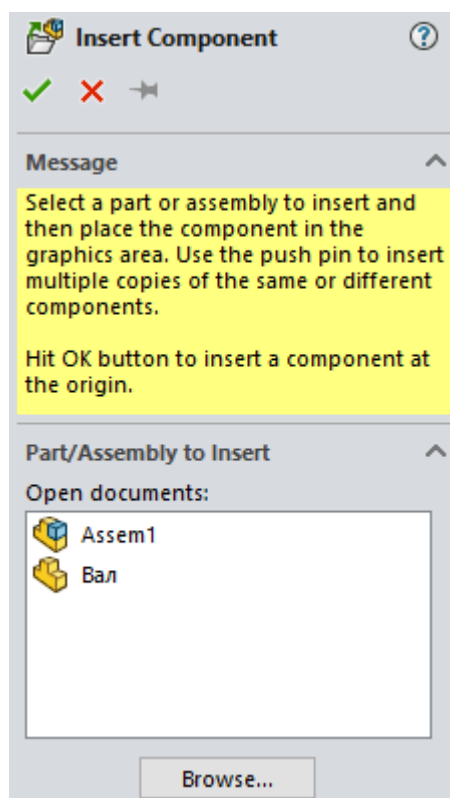 Insert Component
Message
Select a part or assembly to insert and
then place the component in the
graphics area. Use the push pin to insert
multiple copies of the same or different
components.
Hit OK button to insert a component at
the origin.
Part/Assembly to Insert
Open documents:
Assem1
Вал
Browse...